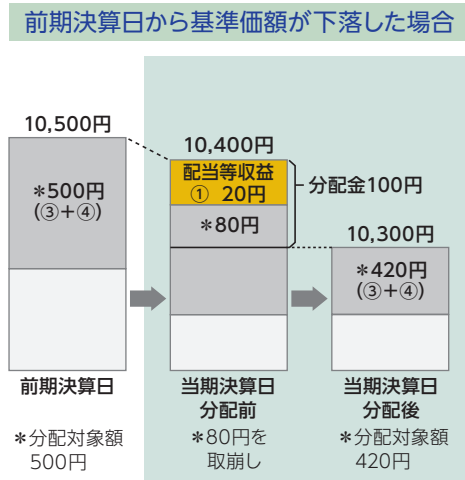 前期決算日から基準価額が下落した場合
10,500円
*500円
(③+④)
前期決算日
*分配対象額
500円
10,400円
配当等収益
① 20円
*80円
分配金100円
当期決算日
分配前
*80円を
取崩し
10,300円
*420円
(③+④)
当期決算日
分配後
*分配対象額
420円